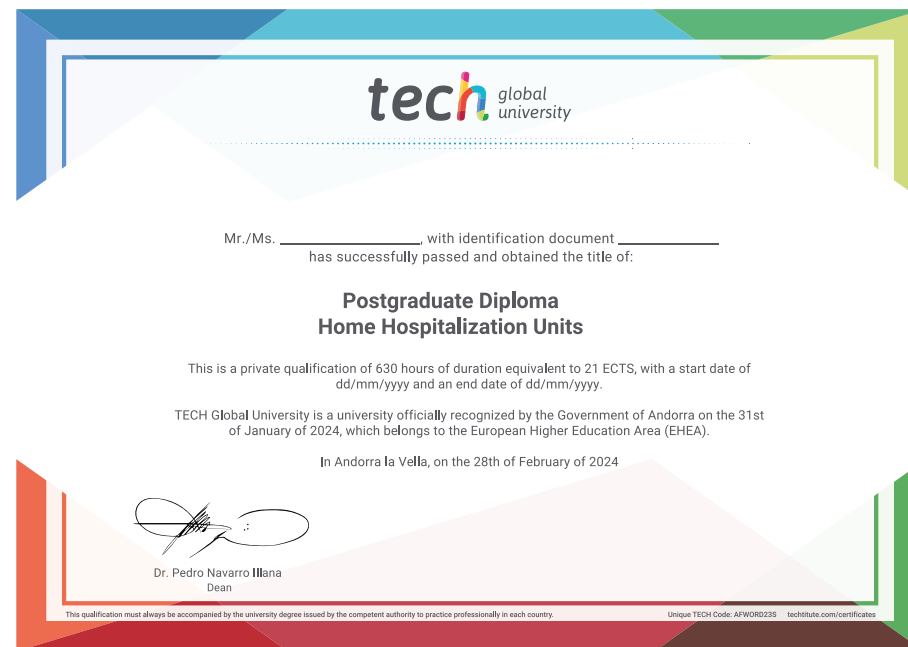 tech global
university
Mr./Ms. ____________________, with identification document ______________
has successfully passed and obtained the title of:
Postgraduate Diploma
Home Hospitalization Units
This is a private qualification of 630 hours of duration equivalent to 21 ECTS, with a start date of
dd/mm/yyyy and an end date of dd/mm/yyyy.
TECH Global University is a university officially recognized by the Government of Andorra on the 31st
of January of 2024, which belongs to the European Higher Education Area (EHEA).
In Andorra la Vella, on the 28th of February of 2024
Dr. Pedro Navarro Illana
Dean
This qualification must always be accompanied by the university degree issued by the competent authority to practice professionally in each country. Unique TECH Code: AFWORD23S techtitute.com/certificates